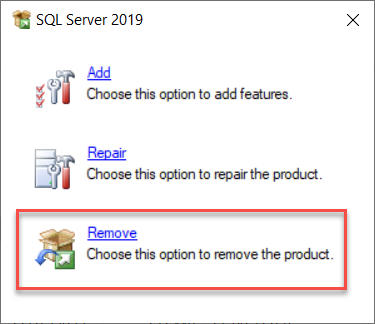 SQL Server 2019
Add
Choose this option to add features.
Repair
Choose this option to repair the product.
Remove
Choose this option to remove the product.